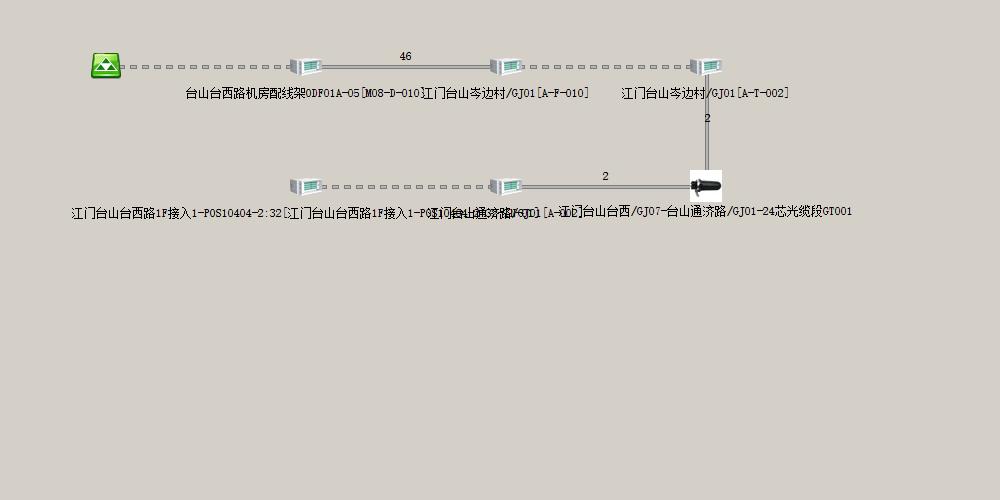 46
台山台西路机房配线架ODF01A-05[M08-D-010]
江门台山岑边村/GJ01[A-F-010]
江门台山岑边村/GJ01[A-T-002]
2
2
江门台山台西路1F接入1-POS10404-2:32[
江门台山台西路1F接入1-POS10404-
江门台山通济路/GJ01[A-
江门台山台西/GJ07-台山通济路/GJ01-24芯光缆段GT001